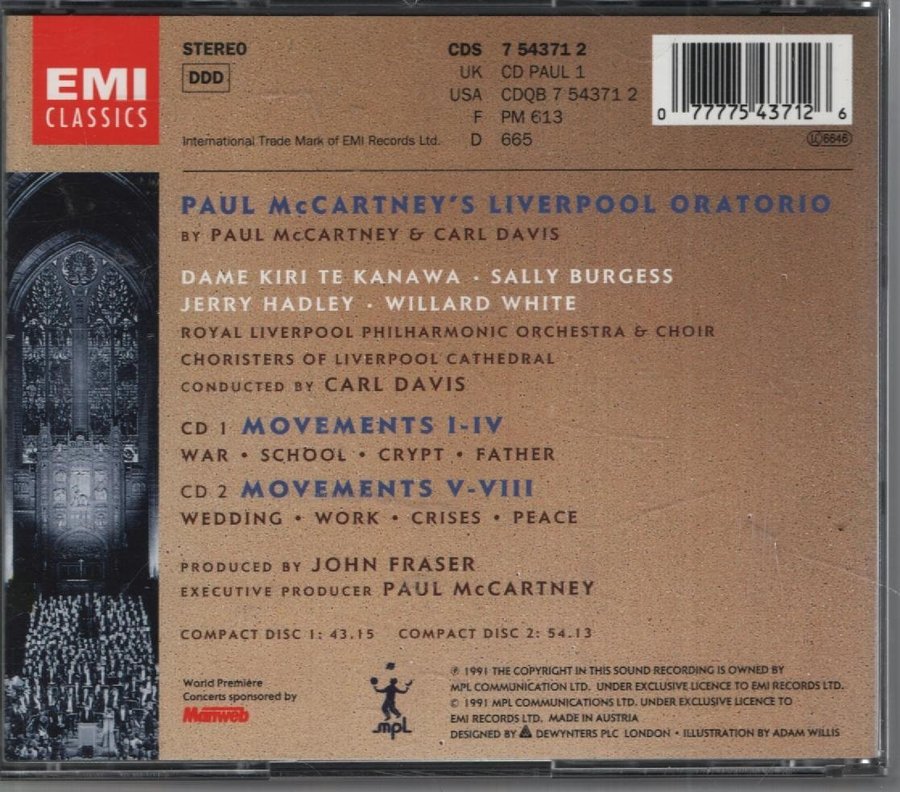 EMI
CLASSICS
STEREO
DDD
International Trade Mark of EMI Records Ltd.
CDS 7 54371 2
UK CD PAUL 1
USA CDQB 7 54371 2
F PM 613
D 665
0 77775 43712 6
LC 6646
PAUL McCARTNEY'S LIVERPOOL ORATORIO
BY PAUL McCARTNEY & CARL DAVIS
DAME KIRI TE KANAWA · SALLY BURGESS
JERRY HADLEY · WILLARD WHITE
ROYAL LIVERPOOL PHILHARMONIC ORCHESTRA & CHOIR
CHORISTERS OF LIVERPOOL CATHEDRAL
CONDUCTED BY CARL DAVIS
CD 1 MOVEMENTS I-IV
WAR • SCHOOL • CRYPT • FATHER
CD 2 MOVEMENTS V-VIII
WEDDING • WORK • CRISES • PEACE
PRODUCED BY JOHN FRASER
EXECUTIVE PRODUCER PAUL McCARTNEY
COMPACT DISC 1: 43.15 COMPACT DISC 2: 54.13
World Première
Concerts sponsored by
Manweb
mpl
℗ 1991 THE COPYRIGHT IN THIS SOUND RECORDING IS OWNED BY
MPL COMMUNICATION LTD. UNDER EXCLUSIVE LICENCE TO EMI RECORDS LTD.
© 1991 MPL COMMUNICATIONS LTD. UNDER EXCLUSIVE LICENCE TO
EMI RECORDS LTD. MADE IN AUSTRIA
DESIGNED BY DEWYNTERS PLC LONDON • ILLUSTRATION BY ADAM WILLIS